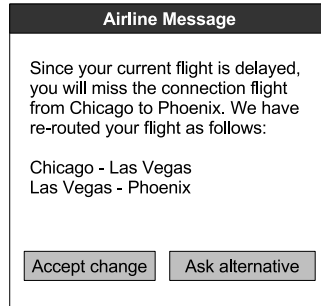 Airline Message
Since your current flight is delayed,
you will miss the connection flight
from Chicago to Phoenix. We have
re-routed your flight as follows:
Chicago - Las Vegas
Las Vegas - Phoenix
Accept change
Ask alternative